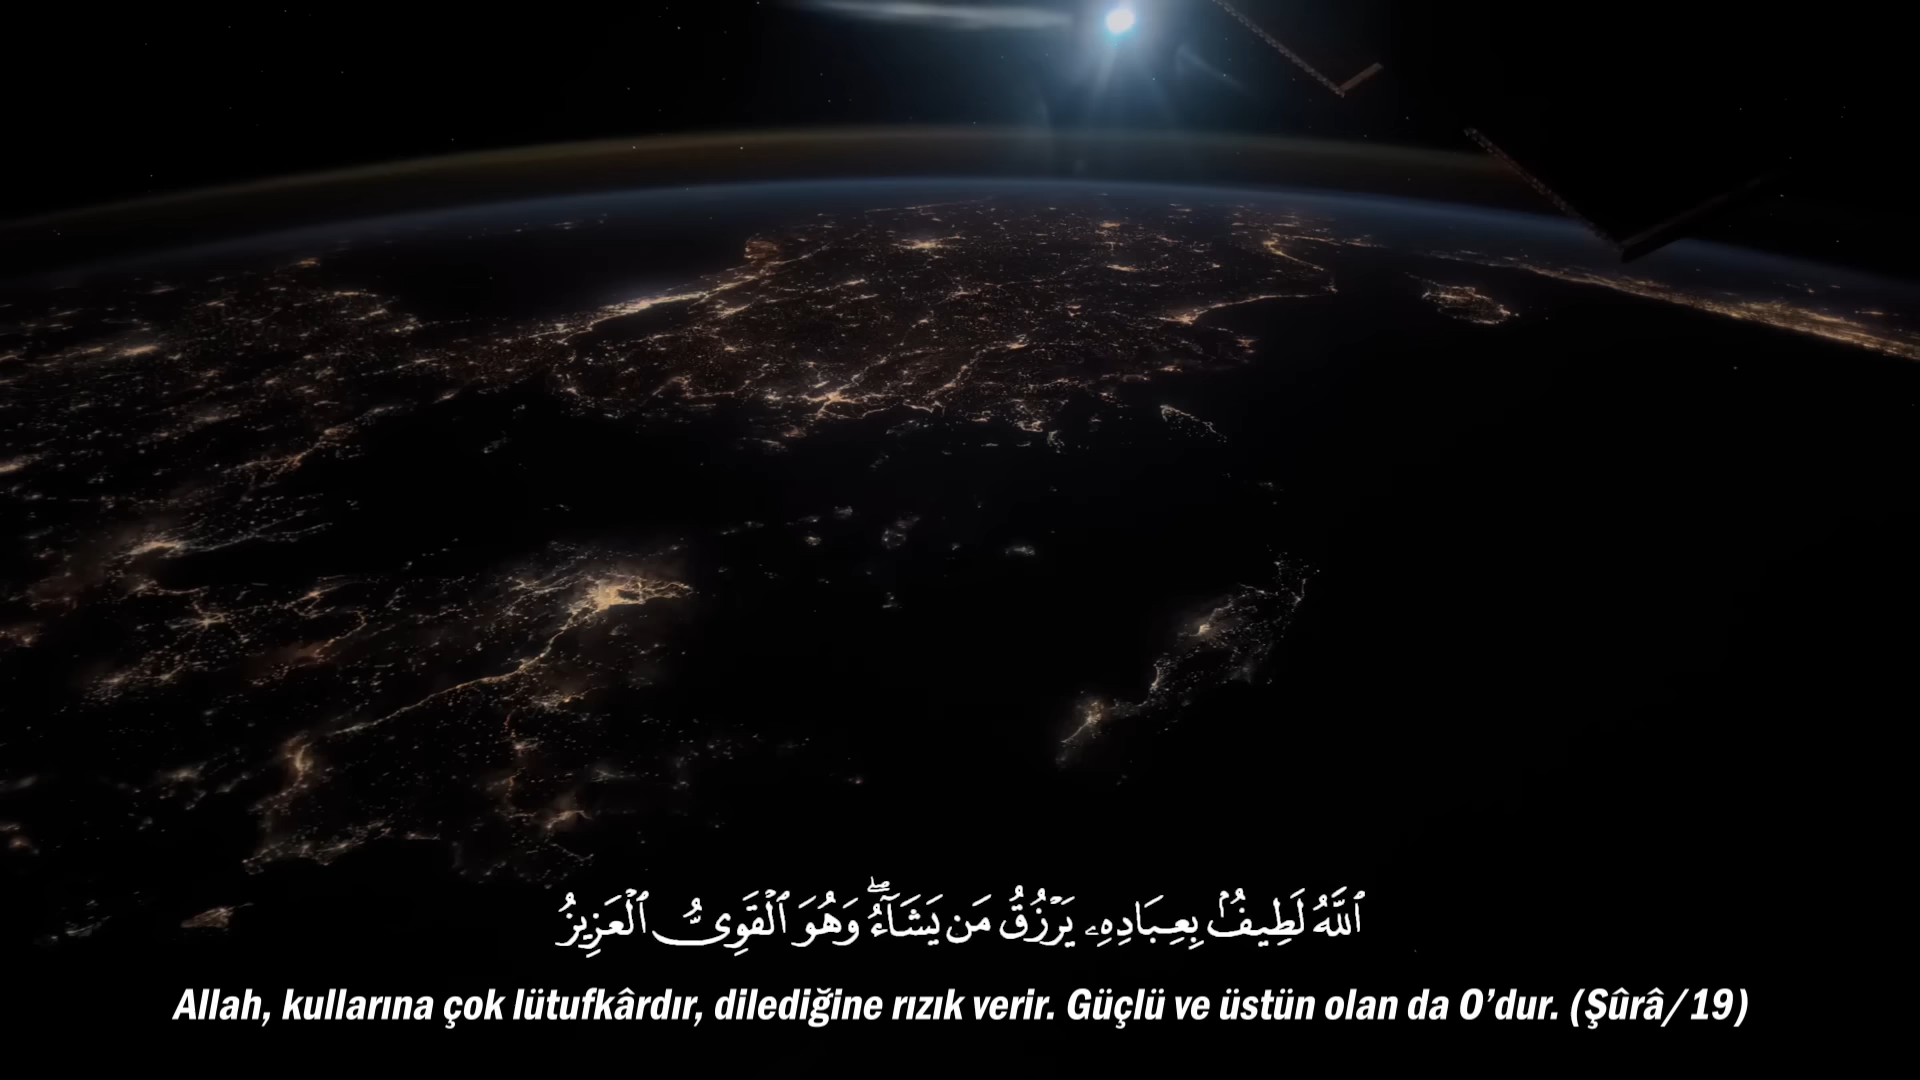 ٱللَّهُ لَطِيفُۢ بِعِبَادِهِۦ يَرۡزُقُ مَن يَشَآءُۖ وَهُوَ ٱلۡقَوِىُّ ٱلۡعَزِيزُ
Allah, kullarına çok lütufkârdır, dilediğine rızık verir. Güçlü ve üstün olan da O’dur. (Şûrâ/19)